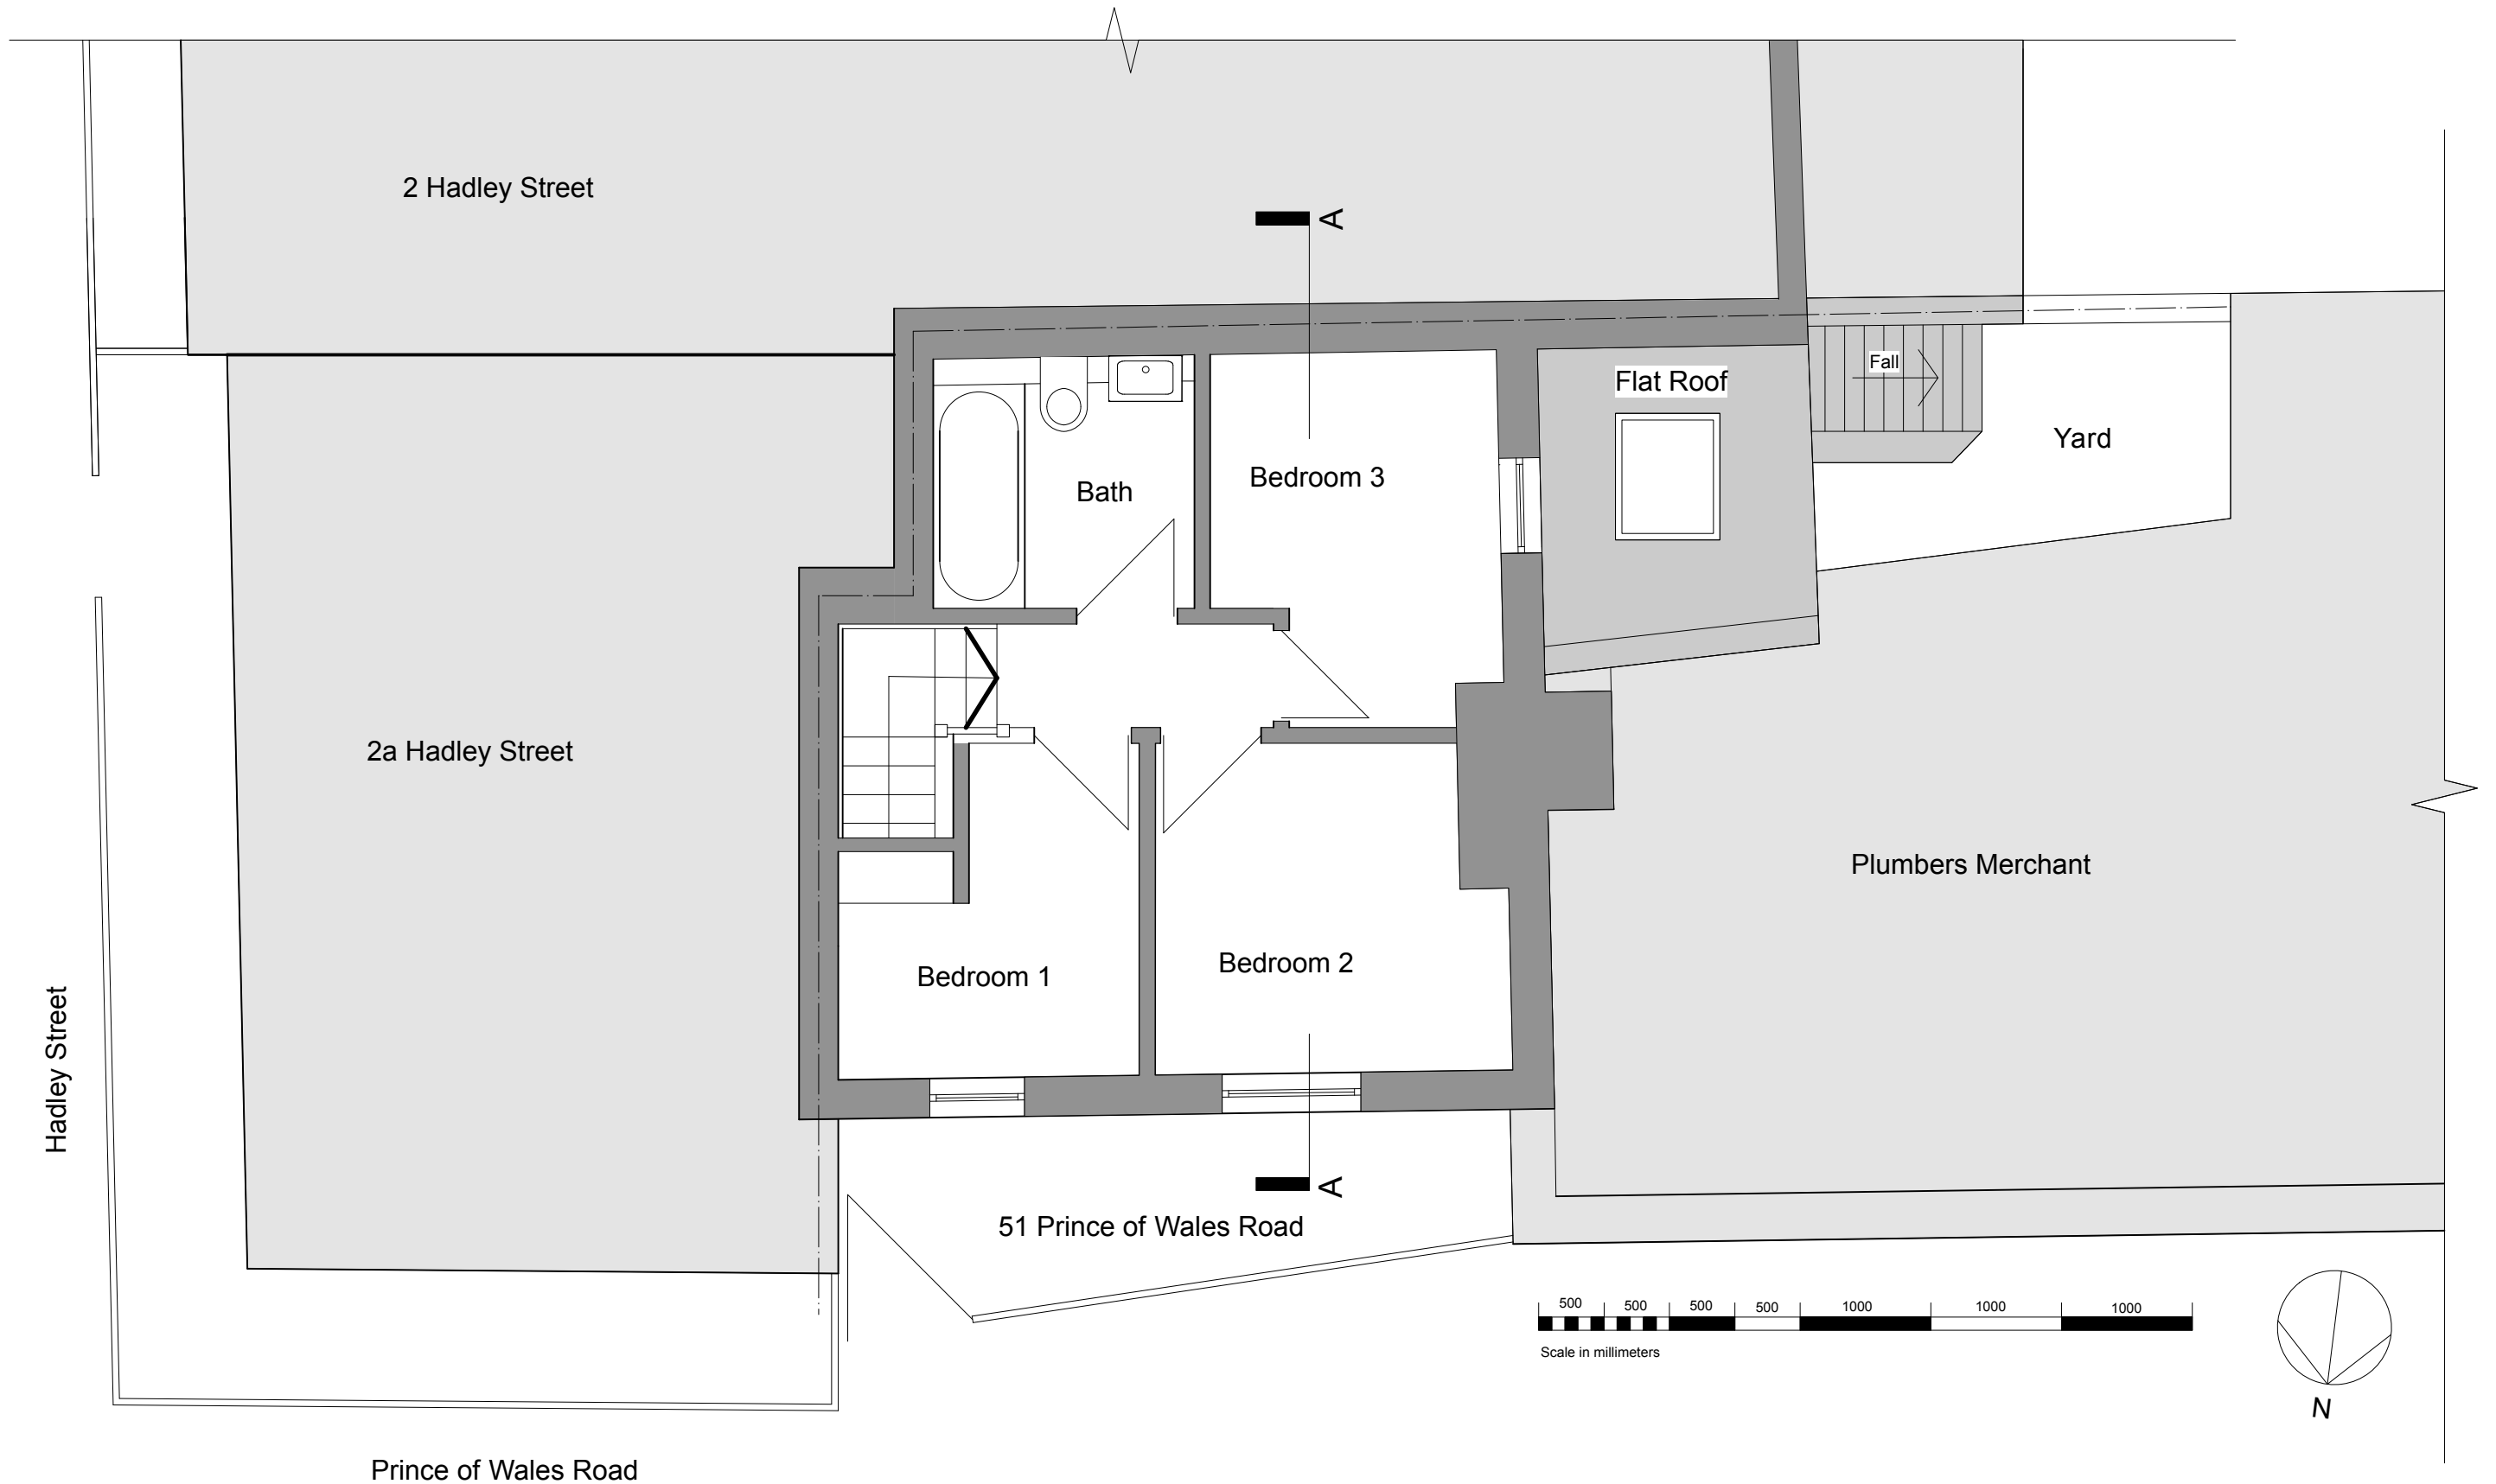 2 Hadley Street
A
Fall
Flat Roof
Yard
Bedroom 3
Bath
2a Hadley Street
Plumbers Merchant
Bedroom 2
Bedroom 1
Hadley Street
A
51 Prince of Wales Road
500 500 500 500 1000 1000 1000
Scale in millimeters
N
Prince of Wales Road